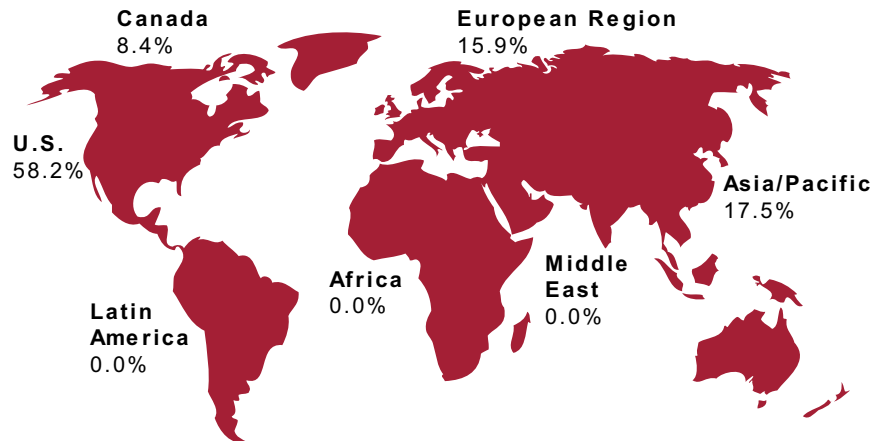 Canada
8.4%
European Region
15.9%
U.S.
58.2%
Asia/Pacific
17.5%
Africa
0.0%
Middle
East
0.0%
Latin
America
0.0%